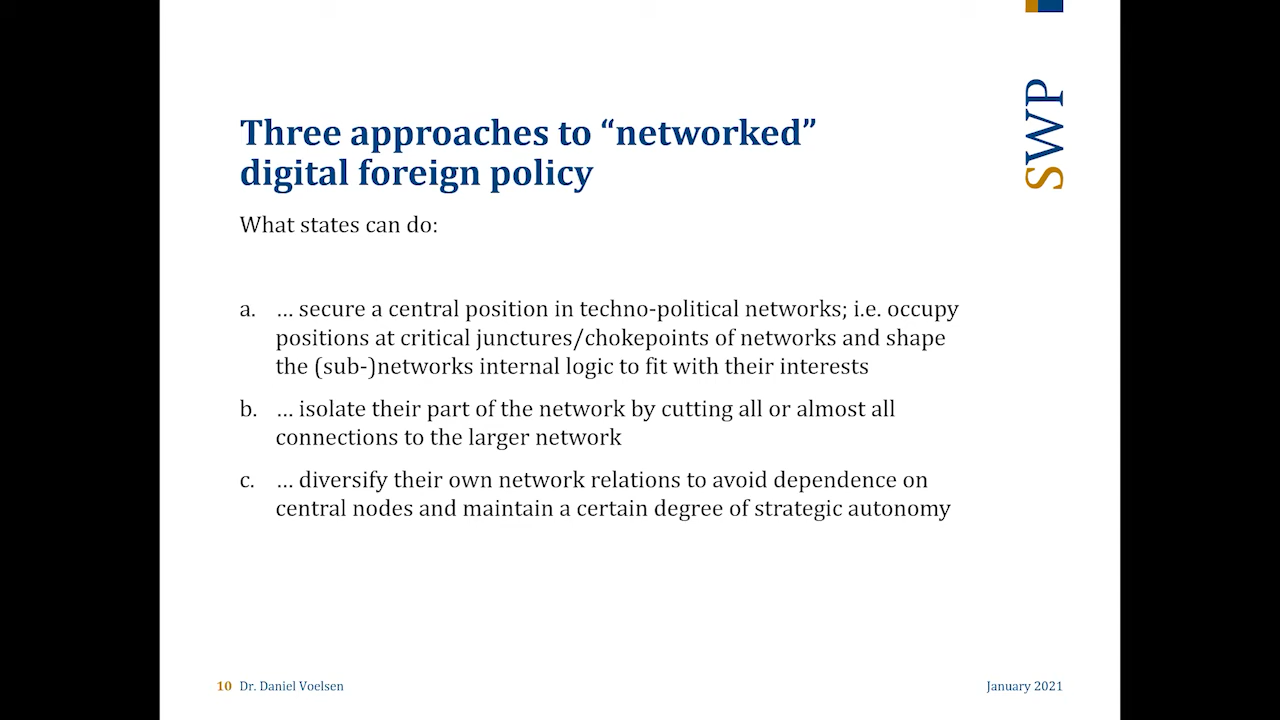 SWP
Three approaches to “networked”
digital foreign policy
What states can do:
a. … secure a central position in techno-political networks; i.e. occupy
positions at critical junctures/chokepoints of networks and shape
the (sub-)networks internal logic to fit with their interests
b. … isolate their part of the network by cutting all or almost all
connections to the larger network
c. … diversify their own network relations to avoid dependence on
central nodes and maintain a certain degree of strategic autonomy
10 Dr. Daniel Voelsen
January 2021